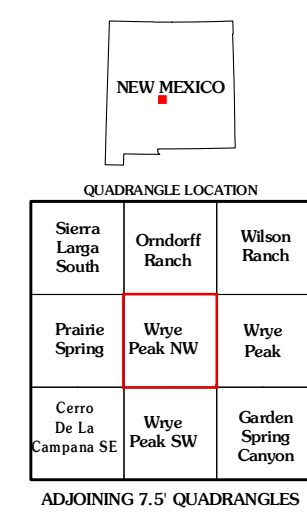 NEW MEXICO
QUADRANGLE LOCATION
Sierra
Larga
South
Orndorff
Ranch
Wilson
Ranch
Prairie
Spring
Wrye
Peak NW
Wrye
Peak
Cerro
De La
Campana SE
Wrye
Peak SW
Garden
Spring
Canyon
ADJOINING 7.5' QUADRANGLES